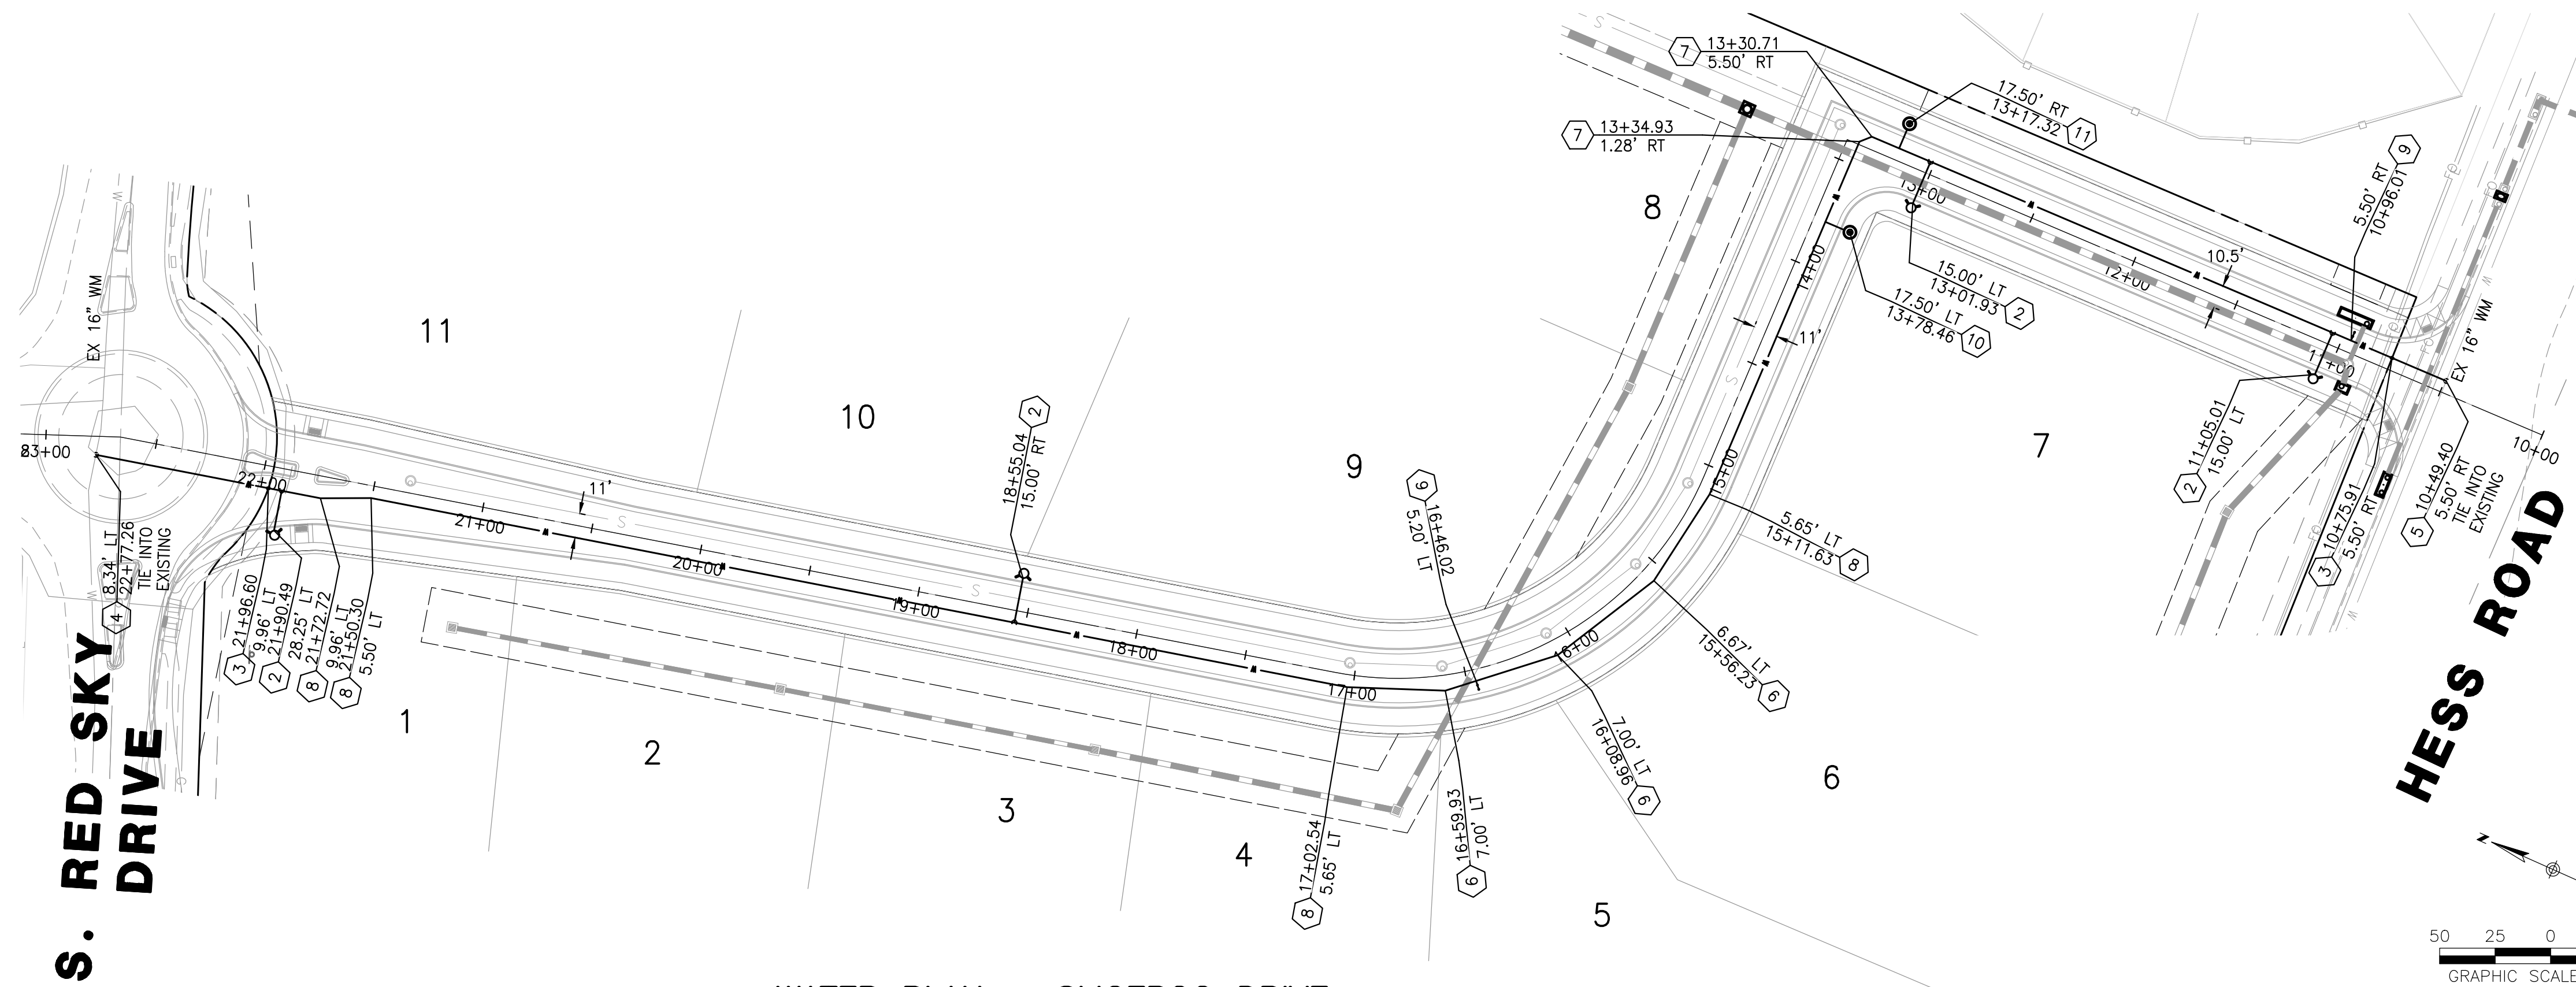 S
7
13+30.71
5.50' RT
7
13+34.93
1.28' RT
17.50' RT
13+17.32
11
5.50' RT
10+96.01
9
8
13+00
10.5'
12+00
15.00' LT
13+01.93
2
17.50' LT
13+78.46
10
14+00
11'
EX 16" WM
EX 16" WM
W
W
11
10
9
7
11+00
10+00
2
11+05.01
15.00' LT
3
10+75.91
5.50' RT
5
10+49.40
5.50' RT
TIE INTO
EXISTING
23+00
22+00
21+00
20+00
19+00
18+00
17+00
16+00
15+00
11'
S
S
S
18+55.04
15.00' RT
2
6
16+46.02
5.20' LT
5.65' LT
15+11.63
8
6.67' LT
15+56.23
6
7.00' LT
16+08.96
6
4
8.34' LT
22+77.26
TIE INTO
EXISTING
3
21+96.60
9.96' LT
2
21+90.49
28.25' LT
8
21+72.72
9.96' LT
8
21+50.30
5.50' LT
1
2
3
4
5
6
8
17+02.54
5.65' LT
6
16+59.93
7.00' LT
S. RED SKY
DRIVE
HESS ROAD
N
50 25 0
GRAPHIC SCALE